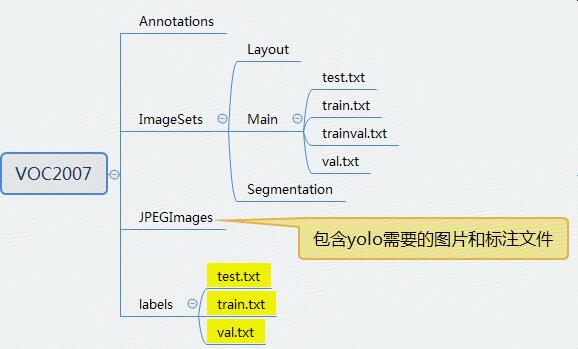 Annotations
Layout
test.txt
train.txt
ImageSets
Main
trainval.txt
val.txt
VOC2007
Segmentation
JPEGImages
包含yolo需要的图片和标注文件
test.txt
labels
train.txt
val.txt